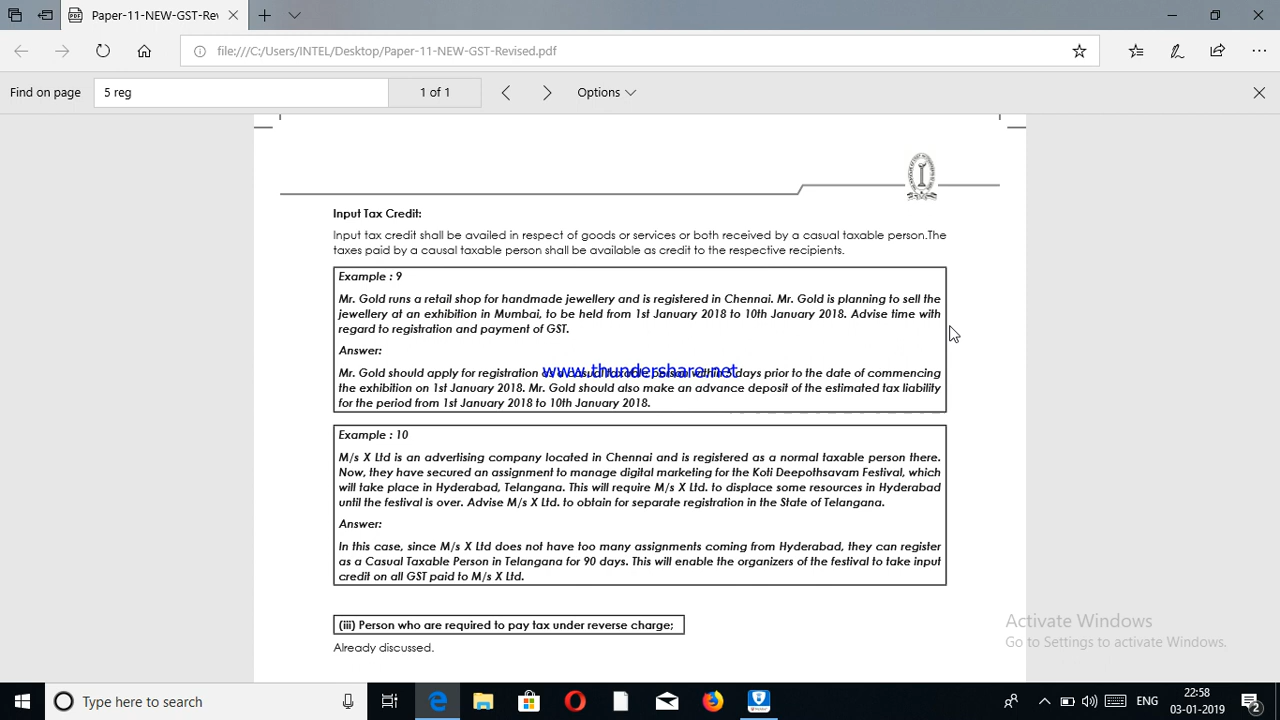 Paper-11-NEW-GST-Rev
file:///C:/Users/INTEL/Desktop/Paper-11-NEW-GST-Revised.pdf
Find on page
5 reg
1 of 1
Options
Input Tax Credit:
Input tax credit shall be availed in respect of goods or services or both received by a casual taxable person.The
taxes paid by a causal taxable person shall be available as credit to the respective recipients.
Example : 9
Mr. Gold runs a retail shop for handmade jewellery and is registered in Chennai. Mr. Gold is planning to sell the
jewellery at an exhibition in Mumbai, to be held from 1st January 2018 to 10th January 2018. Advise time with
regard to registration and payment of GST.
Answer:
Mr. Gold should apply for registration as a casual taxable person within 5 days prior to the date of commencing
www.thundershare.net
the exhibition on 1st January 2018. Mr. Gold should also make an advance deposit of the estimated tax liability
for the period from 1st January 2018 to 10th January 2018.
Example : 10
M/s X Ltd is an advertising company located in Chennai and is registered as a normal taxable person there.
Now, they have secured an assignment to manage digital marketing for the Koti Deepothsavam Festival, which
will take place in Hyderabad, Telangana. This will require M/s X Ltd. to displace some resources in Hyderabad
until the festival is over. Advise M/s X Ltd. to obtain for separate registration in the State of Telangana.
Answer:
In this case, since M/s X Ltd does not have too many assignments coming from Hyderabad, they can register
as a Casual Taxable Person in Telangana for 90 days. This will enable the organizers of the festival to take input
credit on all GST paid to M/s X Ltd.
(iii) Person who are required to pay tax under reverse charge;
Already discussed.
Activate Windows
Go to Settings to activate Windows.
Type here to search
ENG
22:58
03-01-2019
2